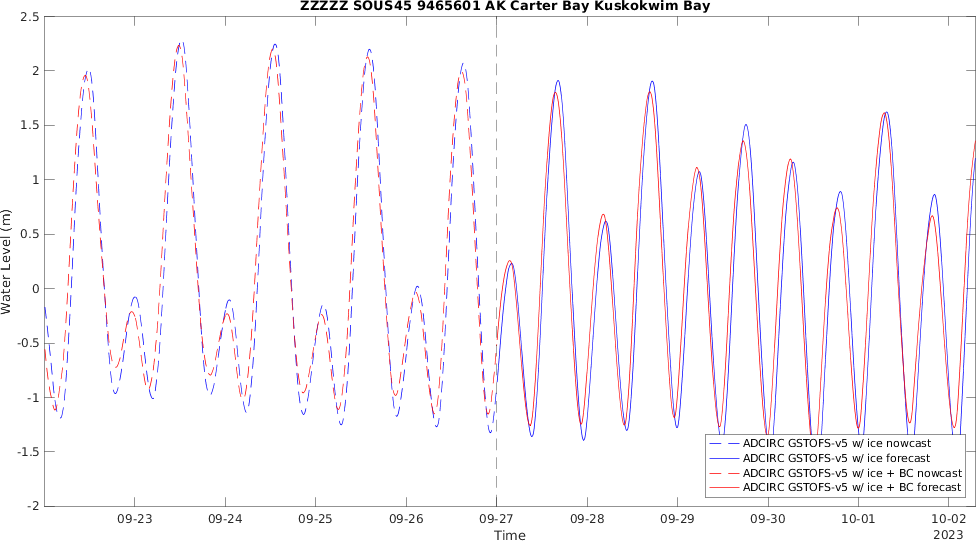 ZZZZZ SOUS45 9465601 AK Carter Bay Kuskokwim Bay
2.5
2
1.5
1
0.5
0
-0.5
-1
-1.5
-2
Water Level (m)
ADCIRC GSTOFS-v5 w/ ice nowcast
ADCIRC GSTOFS-v5 w/ ice forecast
ADCIRC GSTOFS-v5 w/ ice + BC nowcast
ADCIRC GSTOFS-v5 w/ ice + BC forecast
09-23 09-24 09-25 09-26 09-27 09-28 09-29 09-30 10-01 10-02
Time
2023